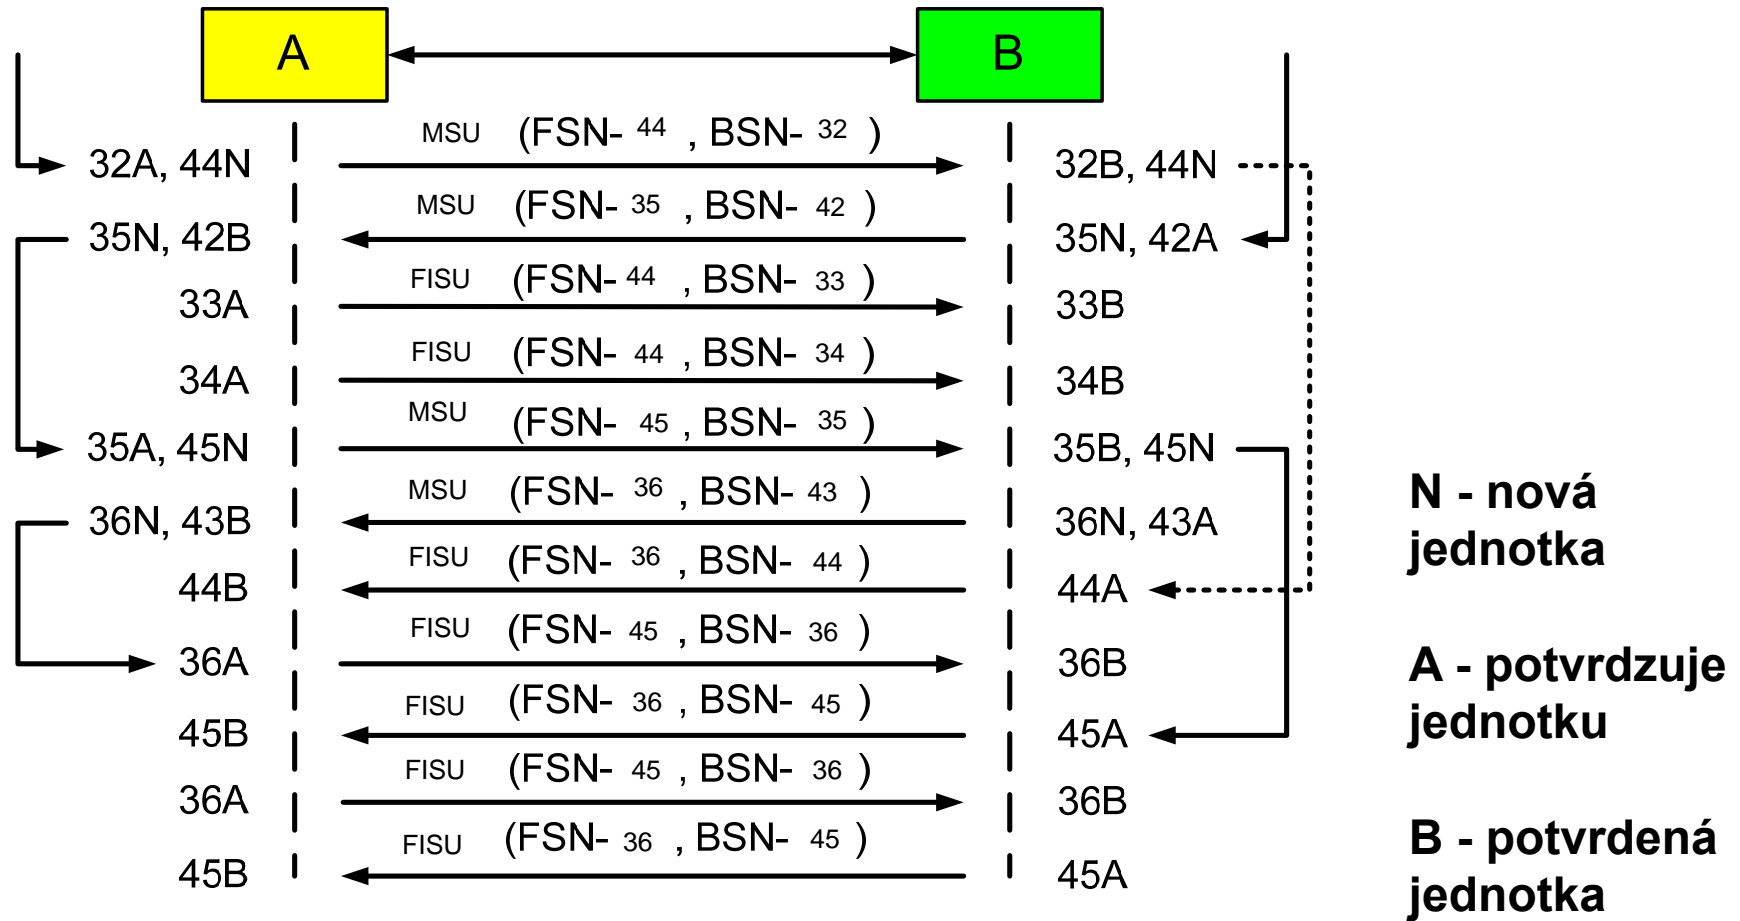 A
B
MSU (FSN- 44 , BSN- 32 )
32A, 44N
32B, 44N
MSU (FSN- 35 , BSN- 42 )
35N, 42B
35N, 42A
FISU (FSN- 44 , BSN- 33 )
33A
33B
FISU (FSN- 44 , BSN- 34 )
34A
34B
MSU (FSN- 45 , BSN- 35 )
35A, 45N
35B, 45N
MSU (FSN- 36 , BSN- 43 )
36N, 43B
36N, 43A
FISU (FSN- 36 , BSN- 44 )
44B
44A
FISU (FSN- 45 , BSN- 36 )
36A
36B
FISU (FSN- 36 , BSN- 45 )
45B
45A
FISU (FSN- 45 , BSN- 36 )
36A
36B
FISU (FSN- 36 , BSN- 45 )
45B
45A
N - nová
jednotka
A - potvrdzuje
jednotku
B - potvrdená
jednotka